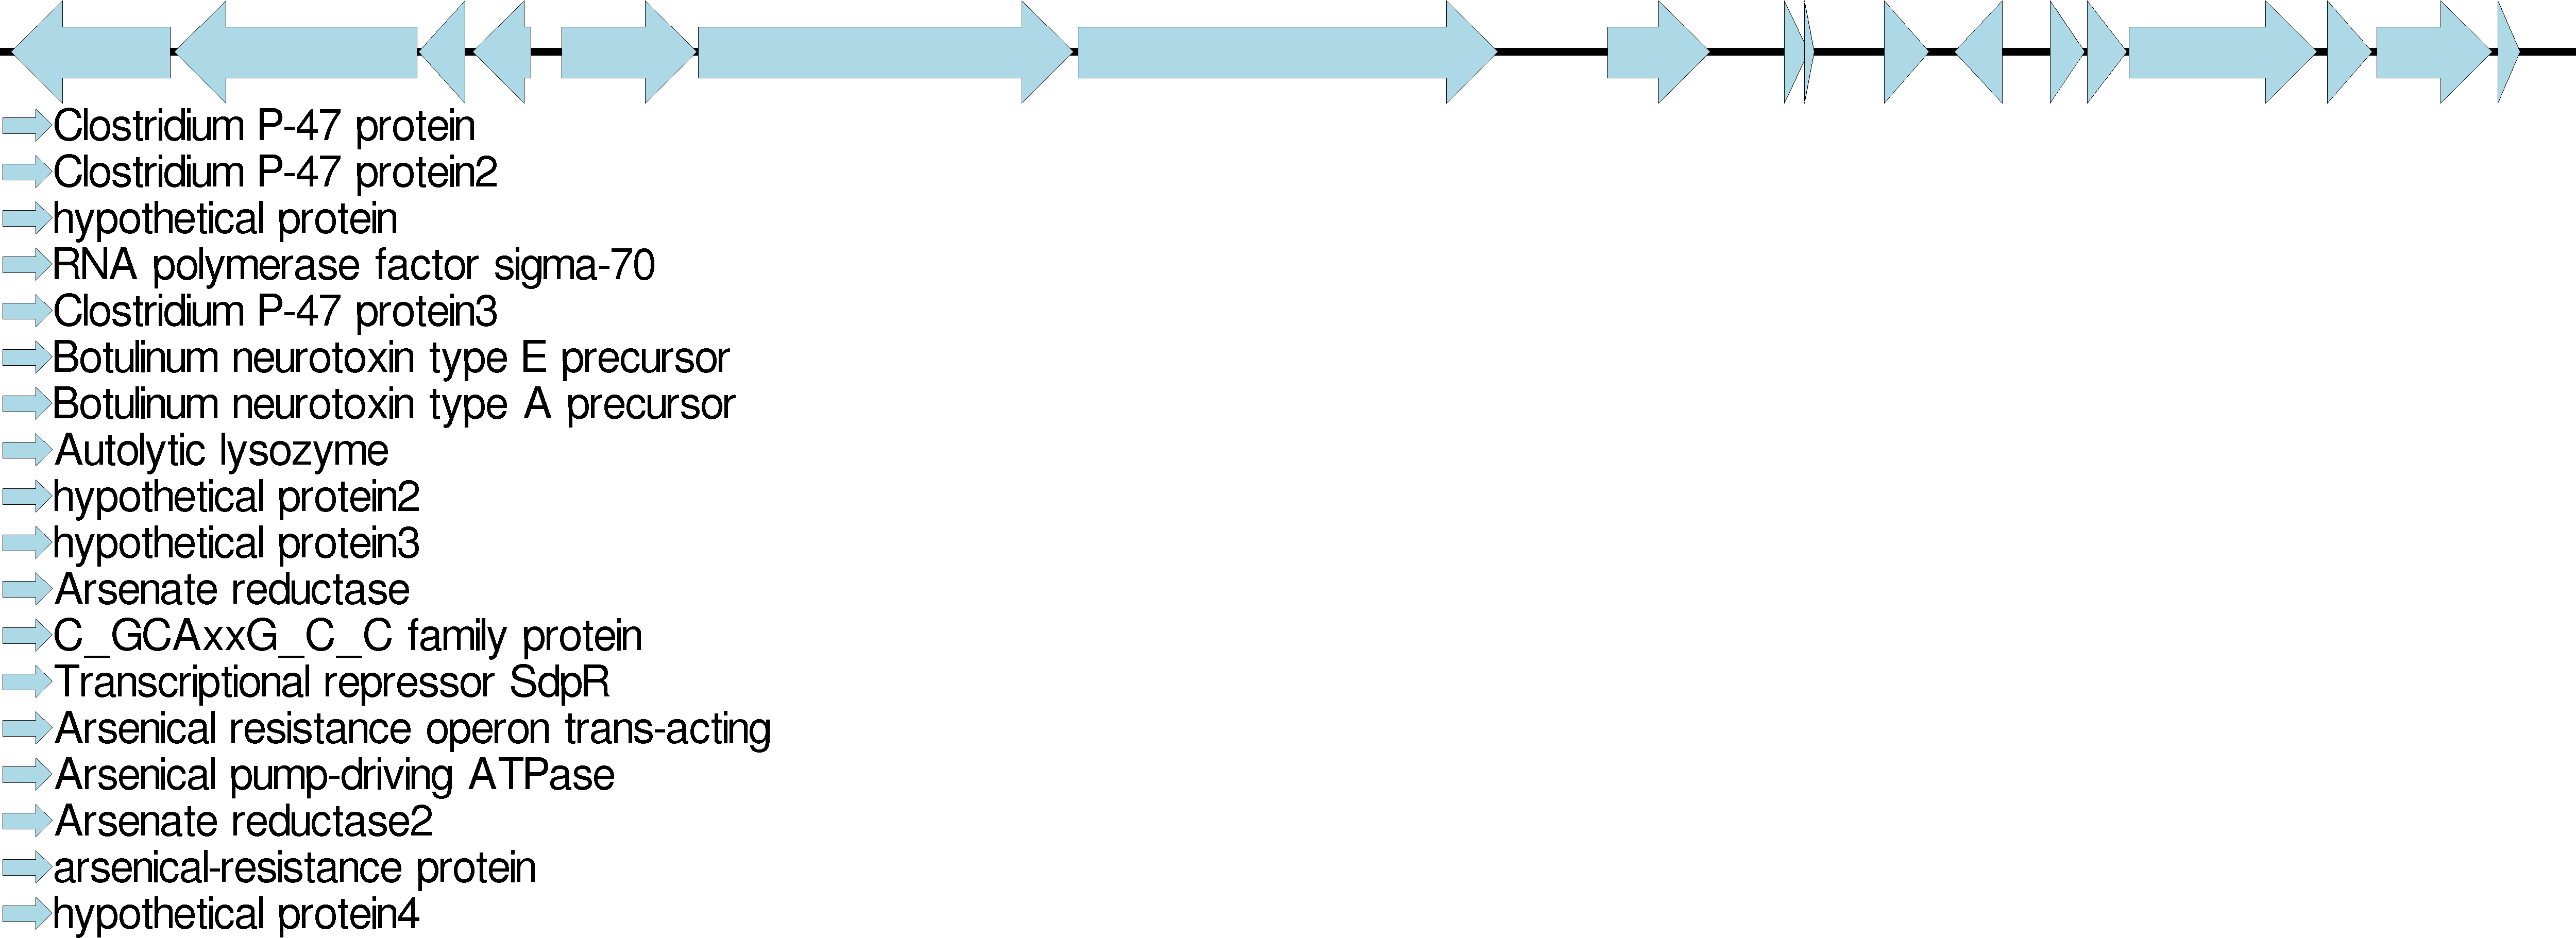 Clostridium P-47 protein
Clostridium P-47 protein2
hypothetical protein
RNA polymerase factor sigma-70
Clostridium P-47 protein3
Botulinum neurotoxin type E precursor
Botulinum neurotoxin type A precursor
Autolytic lysozyme
hypothetical protein2
hypothetical protein3
Arsenate reductase
C_GCAxxG_C_C family protein
Transcriptional repressor SdpR
Arsenical resistance operon trans-acting
Arsenical pump-driving ATPase
Arsenate reductase2
arsenical-resistance protein
hypothetical protein4